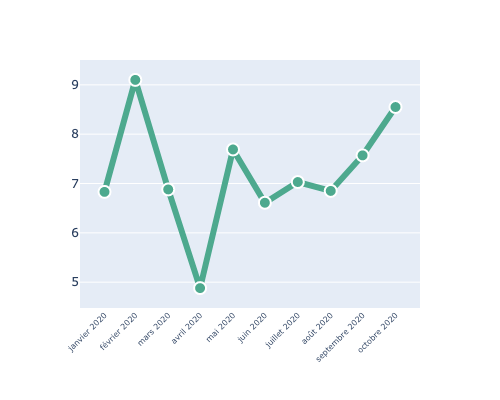 9
8
7
6
5
janvier 2020
février 2020
mars 2020
avril 2020
mai 2020
juin 2020
juillet 2020
août 2020
septembre 2020
octobre 2020